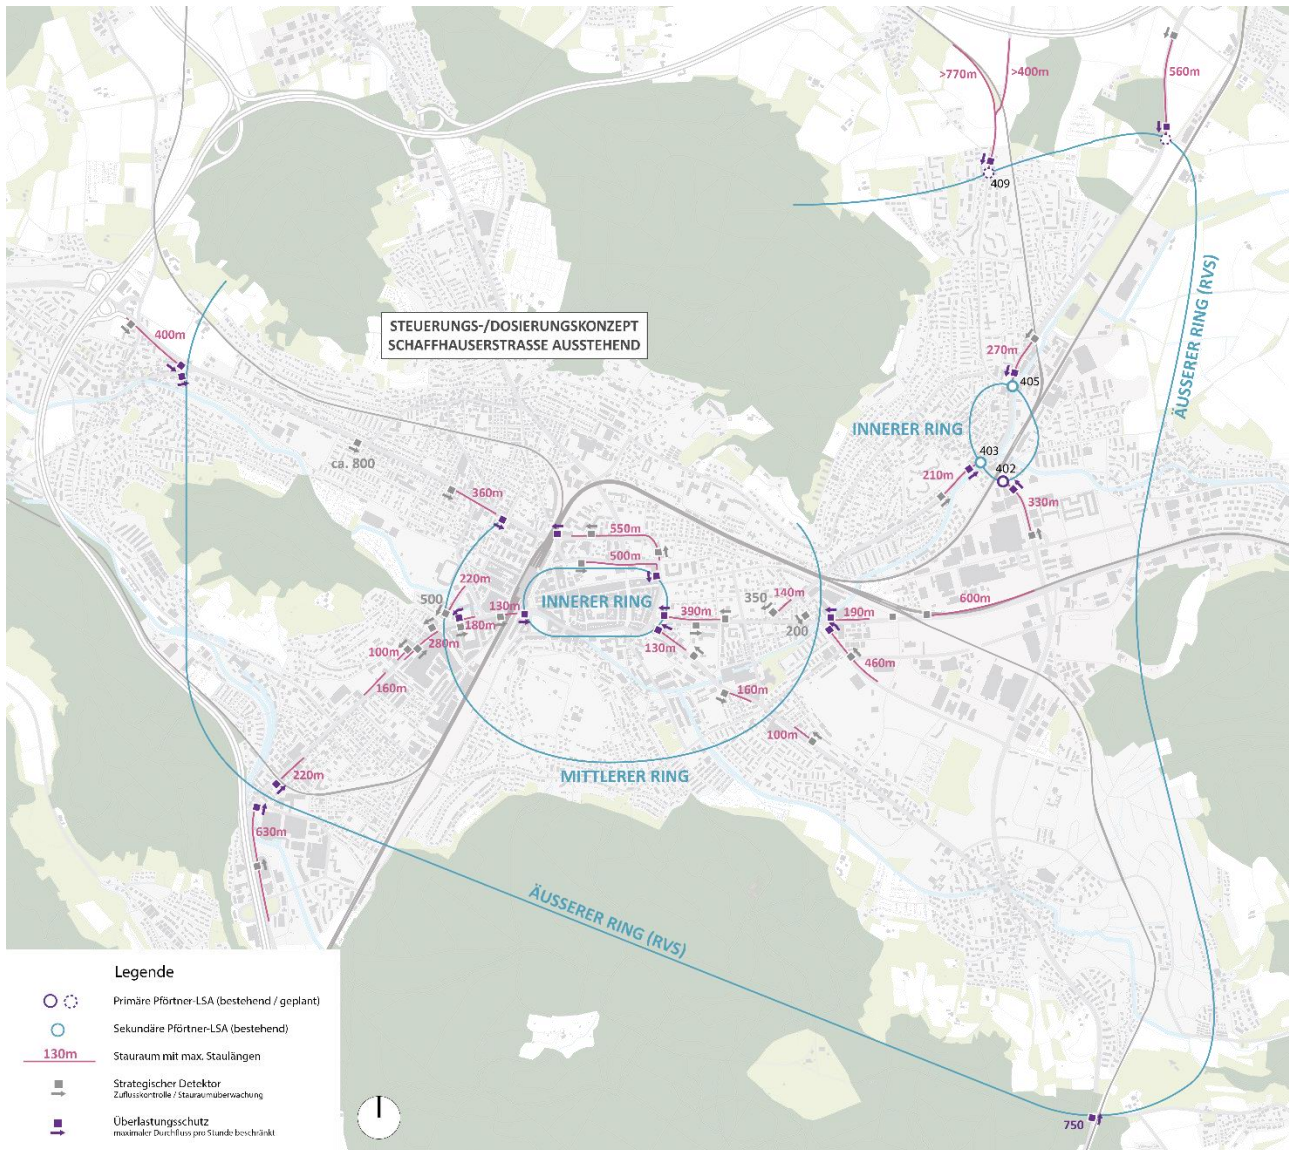 >770m
>400m
560m
409
STEUERUNGS-/DOSIERUNGSKONZEPT
SCHAFFHAUSERSTRASSE AUSSTEHEND
400m
270m
405
ÄUSSERER RING (RVS)
INNERER RING
403
402
210m
330m
ca. 800
360m
550m
500m
220m
500
130m
180m
280m
100m
160m
INNERER RING
390m
130m
350
140m
200
190m
600m
460m
160m
100m
MITTLERER RING
220m
630m
ÄUSSERER RING (RVS)
750
Legende
Primäre Pförtner-LSA (bestehend / geplant)
Sekundäre Pförtner-LSA (bestehend)
130m
Stauraum mit max. Staulängen
Strategischer Detektor
Zuflusskontrolle / Stauraumüberwachung
Überlastungsschutz
maximaler Durchfluss pro Stunde beschränkt